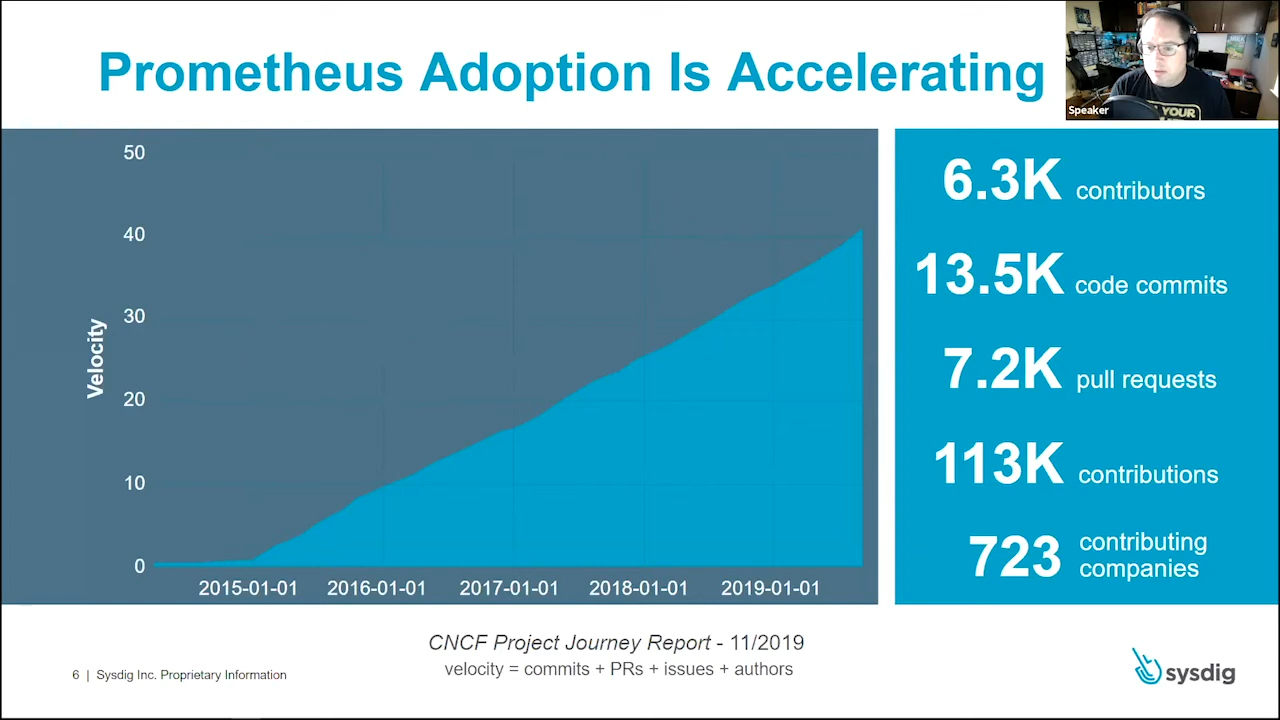 Prometheus Adoption Is Accelerating
Speaker
YOUR
50
40
30
20
10
0
Velocity
2015-01-01 2016-01-01 2017-01-01 2018-01-01 2019-01-01
6.3K contributors
13.5K code commits
7.2K pull requests
113K contributions
723 contributing
companies
CNCF Project Journey Report - 11/2019
velocity = commits + PRs + issues + authors
6 | Sysdig Inc. Proprietary Information
sysdig